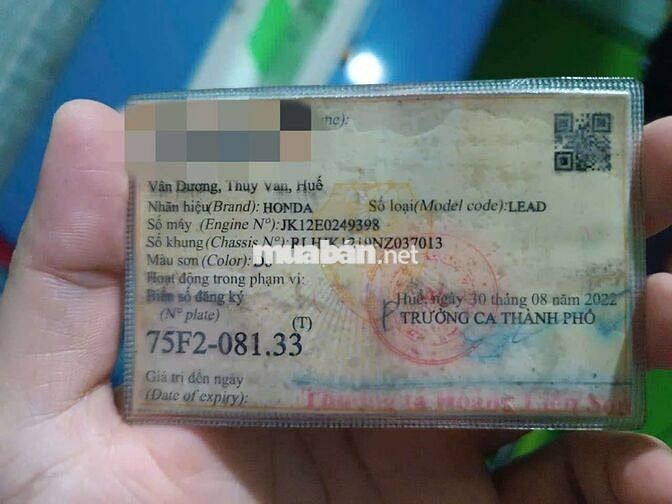 me):
Vân Dương, Thủy Vân, Huế
Nhãn hiệu(Brand): HONDA Số loại(Model code):LEAD
Số máy (Engine N°):JK12E0249398
Số khung (Chassis N°): NZ037013
muaban.net
Màu sơn (Color):
Hoạt động trong phạm vi:
Biển số đăng ký Huế, ngày 30 tháng 08 năm 2022
(N° plate) TRƯỞNG CA THÀNH PHỐ
75F2-081.33 (T)
Giá trị đến ngày
(Date of expiry): Hoàng